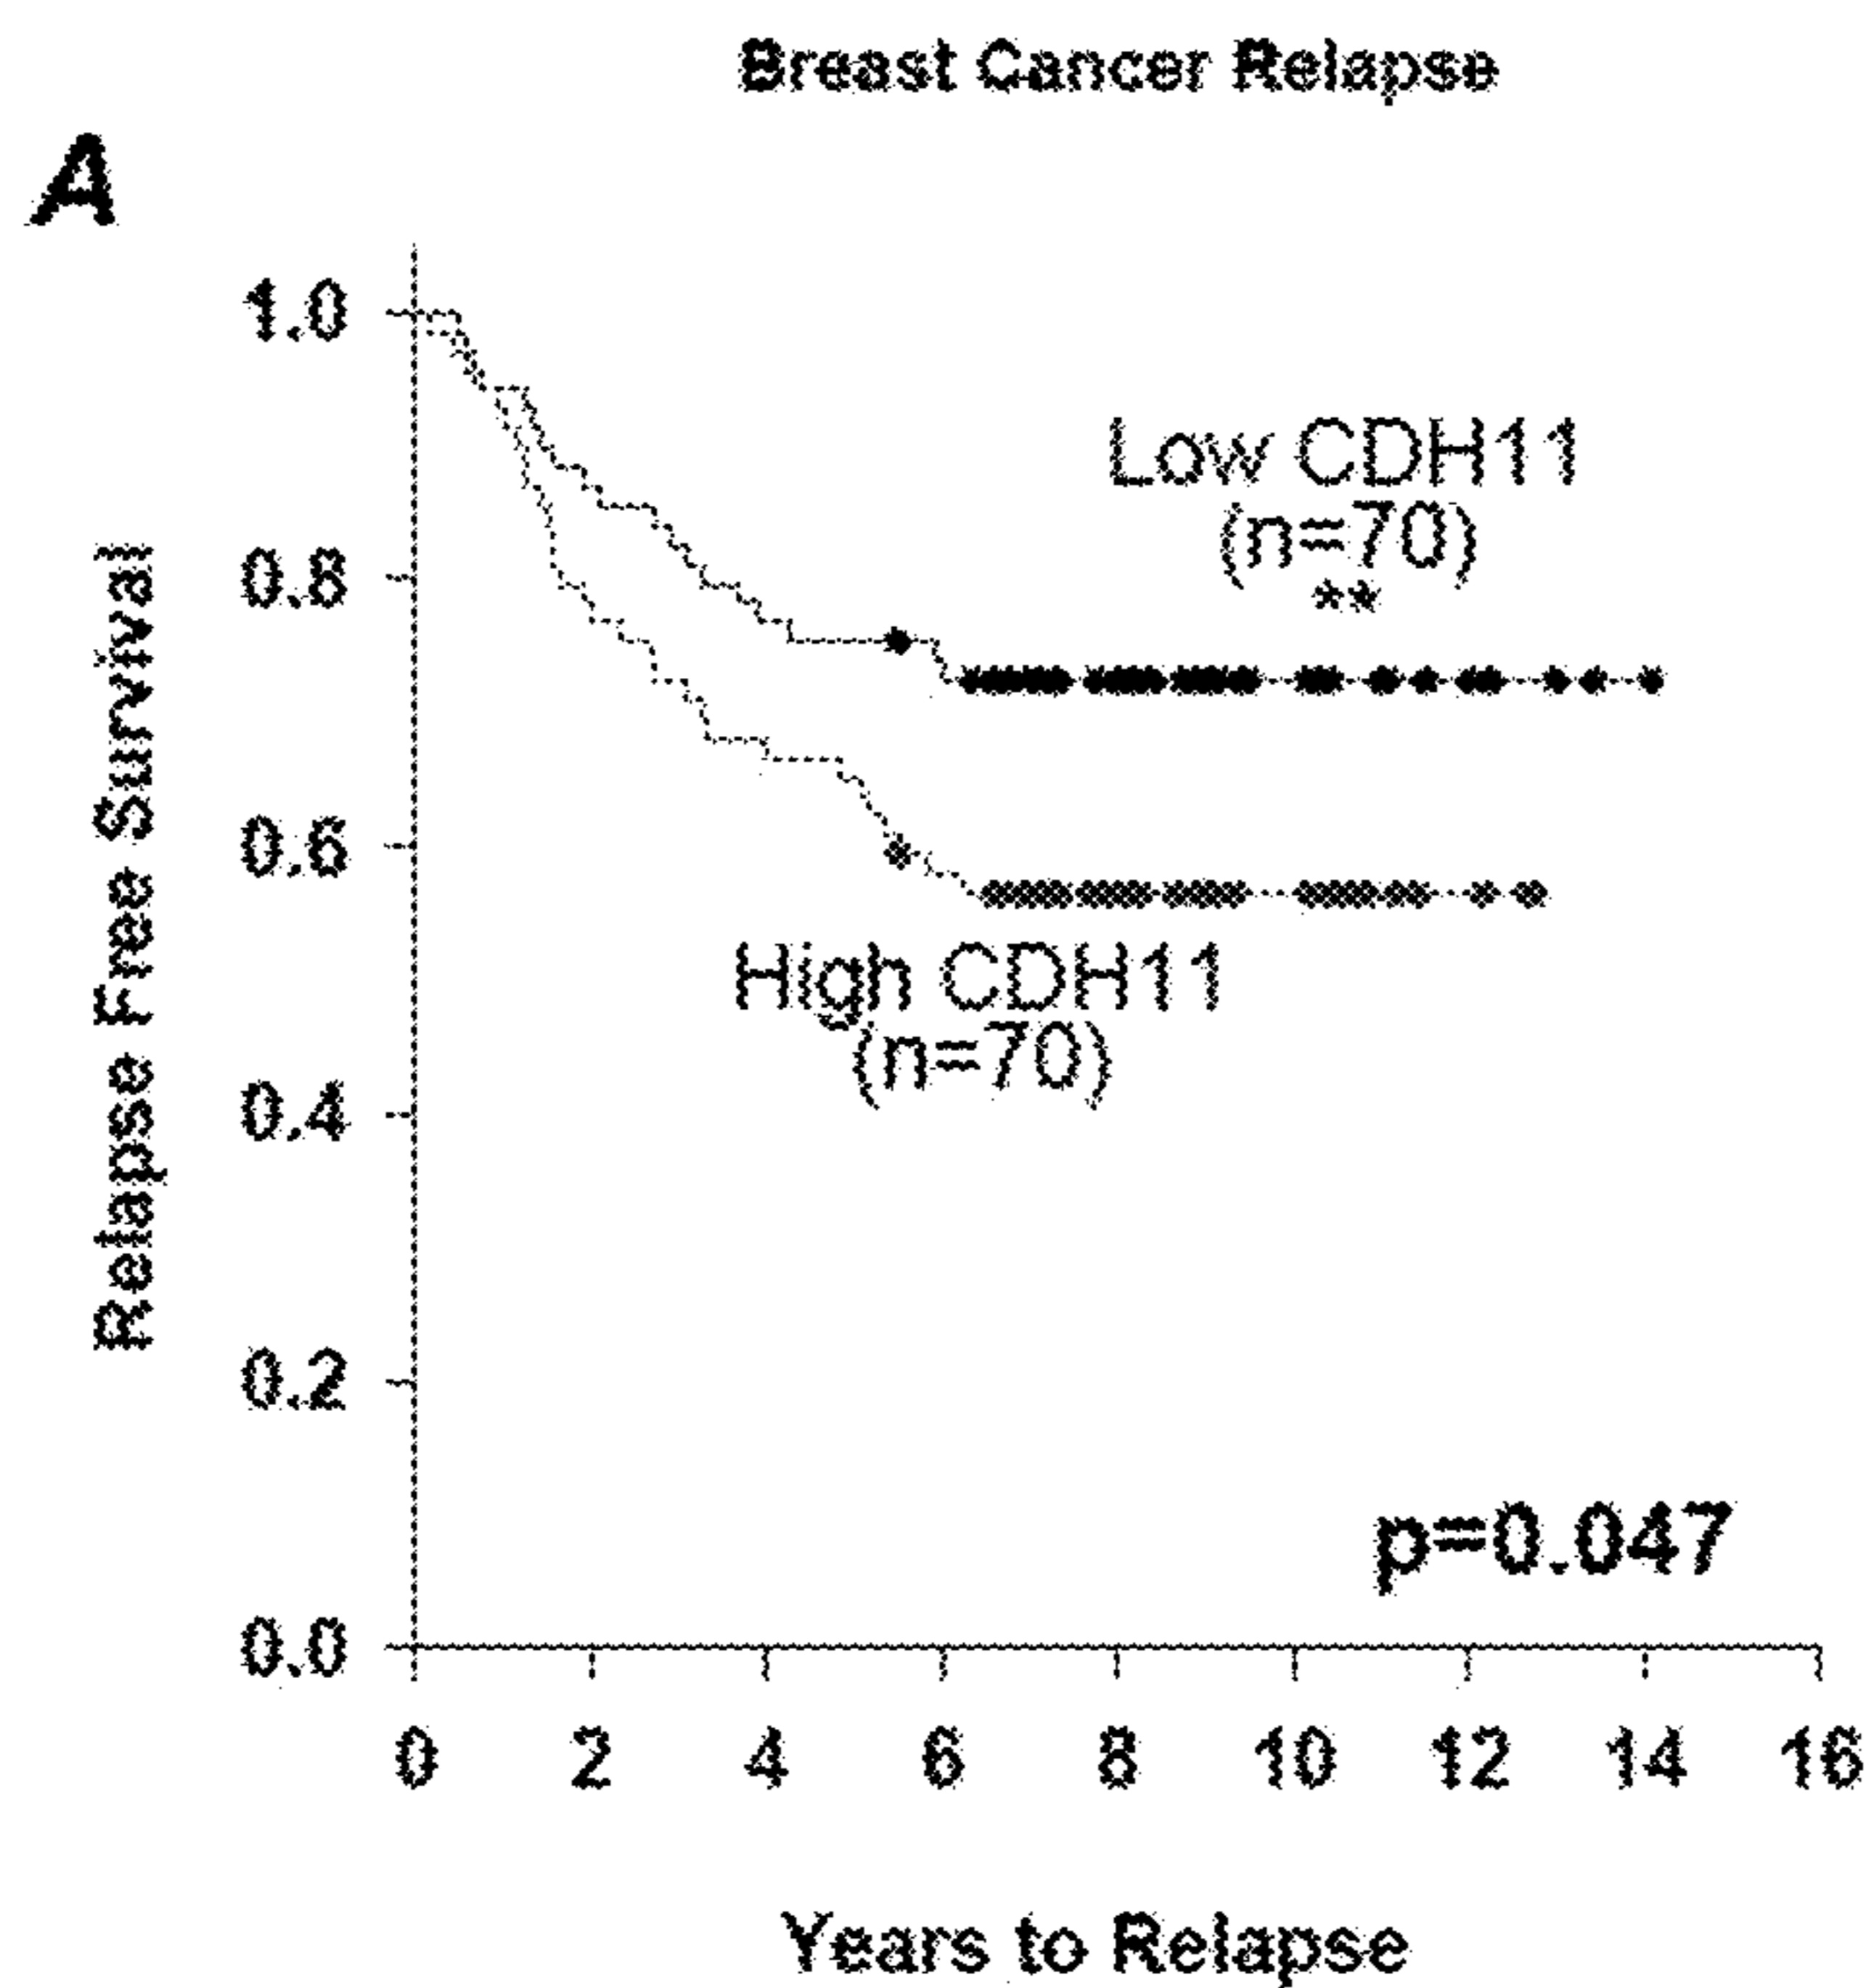 Breast Cancer Relapse
A
1.0
0.8
0.6
0.4
0.2
0.0
Relapse Free Survival
Low CDH11
(n=70)
**
High CDH11
(n=70)
p=0.047
0 2 4 6 8 10 12 14 16
Years to Relapse